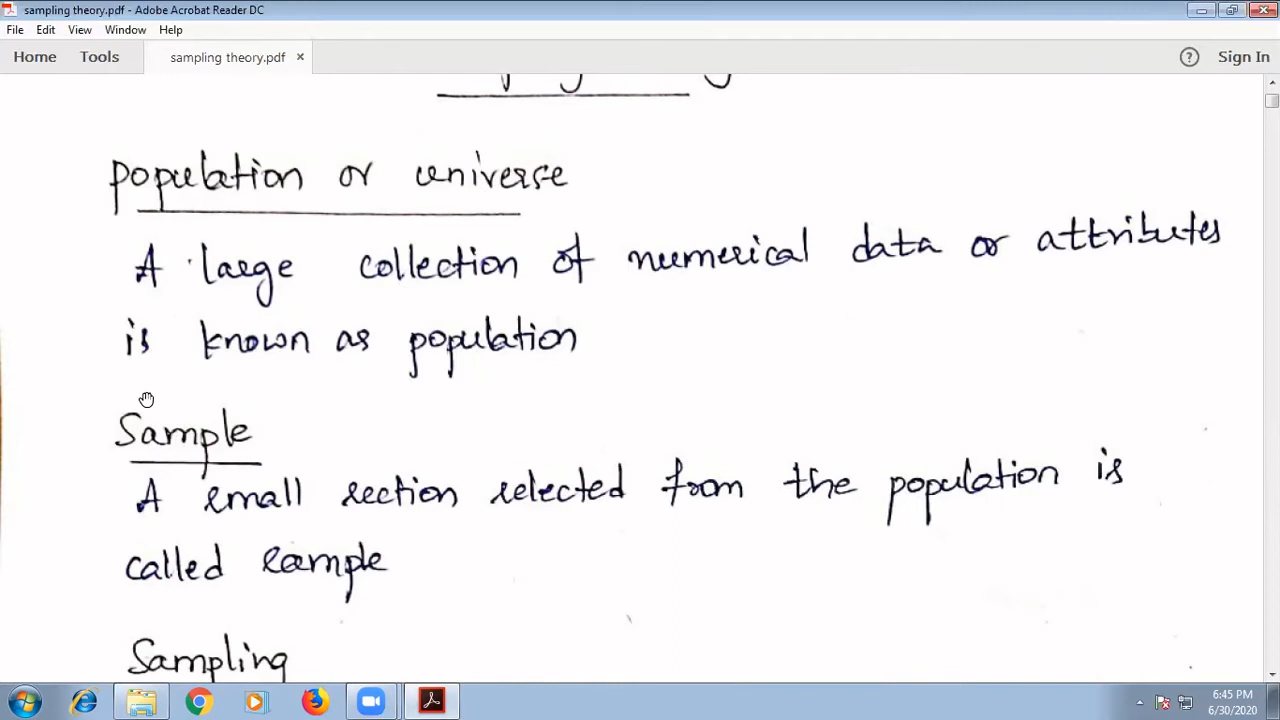 sampling theory.pdf - Adobe Acrobat Reader DC
File Edit View Window Help
Home Tools sampling theory.pdf × ? Sign In
population or universe
A large collection of numerical data or attributes
is known as population
Sample
A small section selected from the population is
called sample
Sampling
6:45 PM
6/30/2020